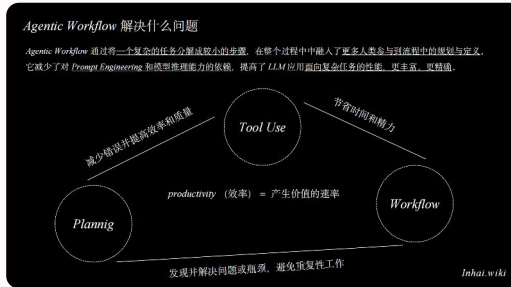 Agentic Workflow 解决什么问题
Agentic Workflow 通过将一个复杂的任务分解成较小的步骤，在整个过程中中融入了更多人类参与到流程中的规划与定义。
它减少了对 Prompt Engineering 和模型推理能力的依赖，提高了 LLM 应用面向复杂任务的性能，更丰富、更精确。
减少错误并提高效率和质量
Tool Use
节省时间和精力
productivity（效率） = 产生价值的速率
Plannig
Workflow
发现并解决问题或瓶颈，避免重复性工作
Inhai.wiki